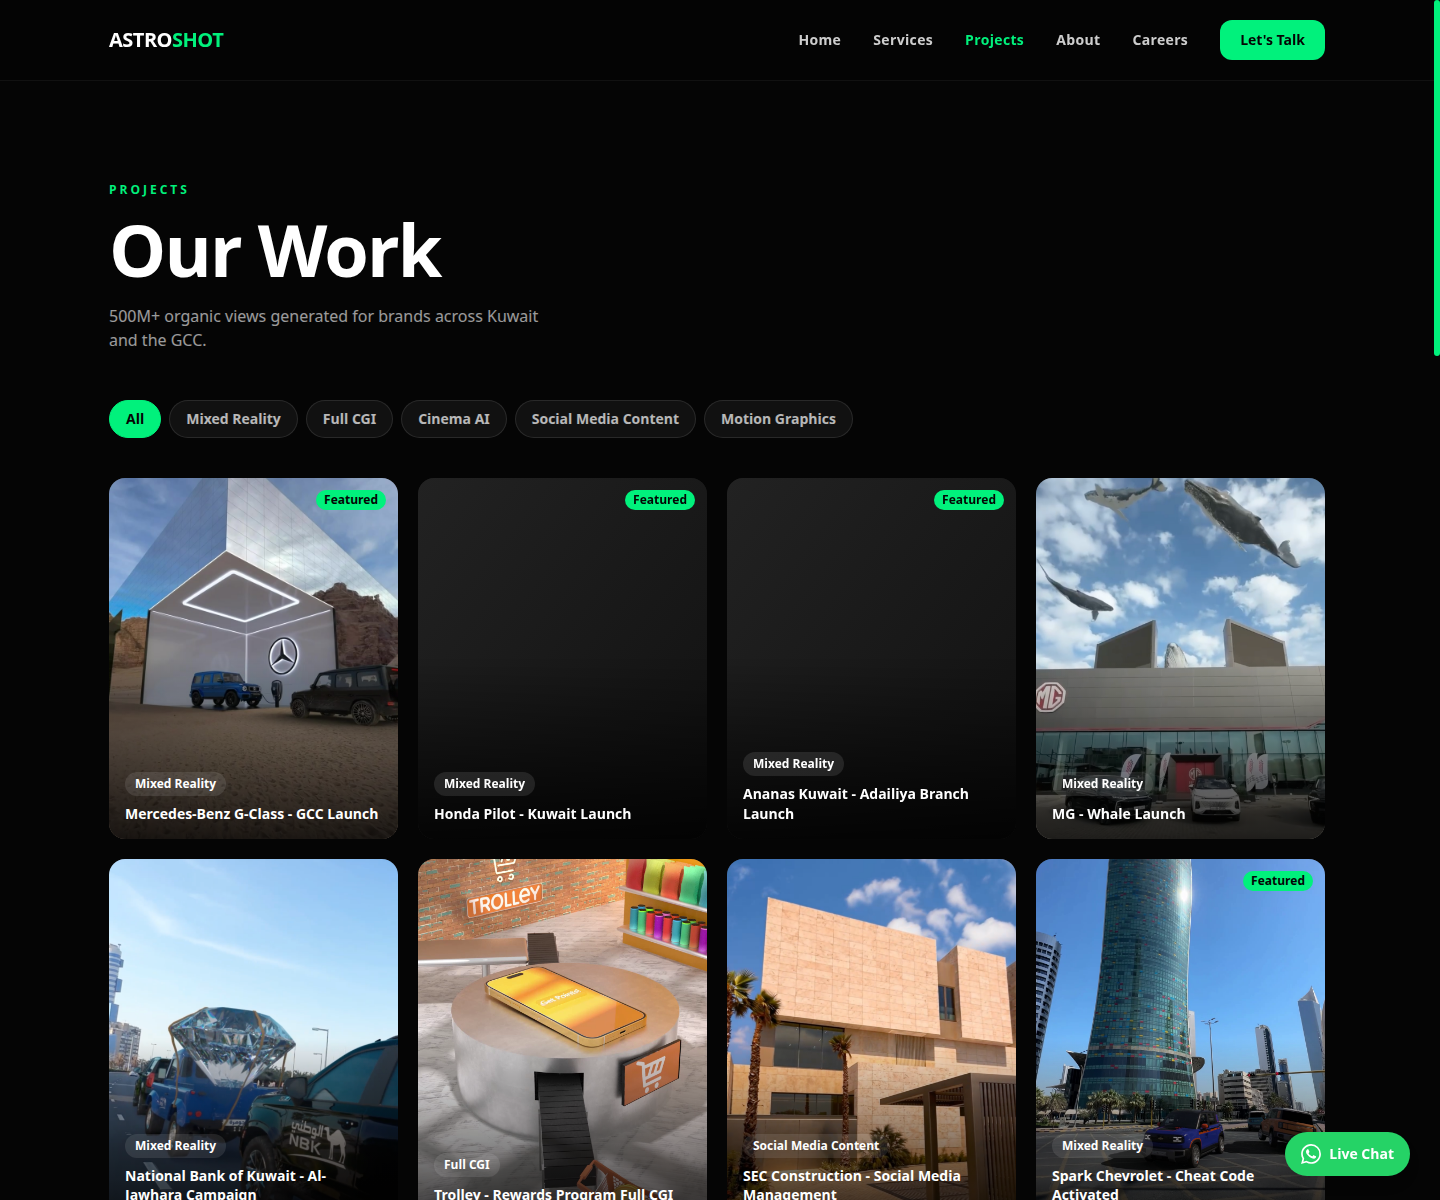 ASTROSHOT
Home
Services
Projects
About
Careers
Let's Talk
PROJECTS
Our Work
500M+ organic views generated for brands across Kuwait
and the GCC.
All
Mixed Reality
Full CGI
Cinema AI
Social Media Content
Motion Graphics
Featured
Mixed Reality
Mercedes-Benz G-Class - GCC Launch
Featured
Mixed Reality
Honda Pilot - Kuwait Launch
Featured
Mixed Reality
Ananas Kuwait - Adailiya Branch
Launch
MG
Mixed Reality
MG - Whale Launch
الوطني
NBK
Mixed Reality
National Bank of Kuwait - Al-
Jawhara Campaign
TROLLEY
Full CGI
Trolley - Rewards Program Full CGI
Social Media Content
SEC Construction - Social Media
Management
Featured
Mixed Reality
Spark Chevrolet - Cheat Code
Activated
Live Chat